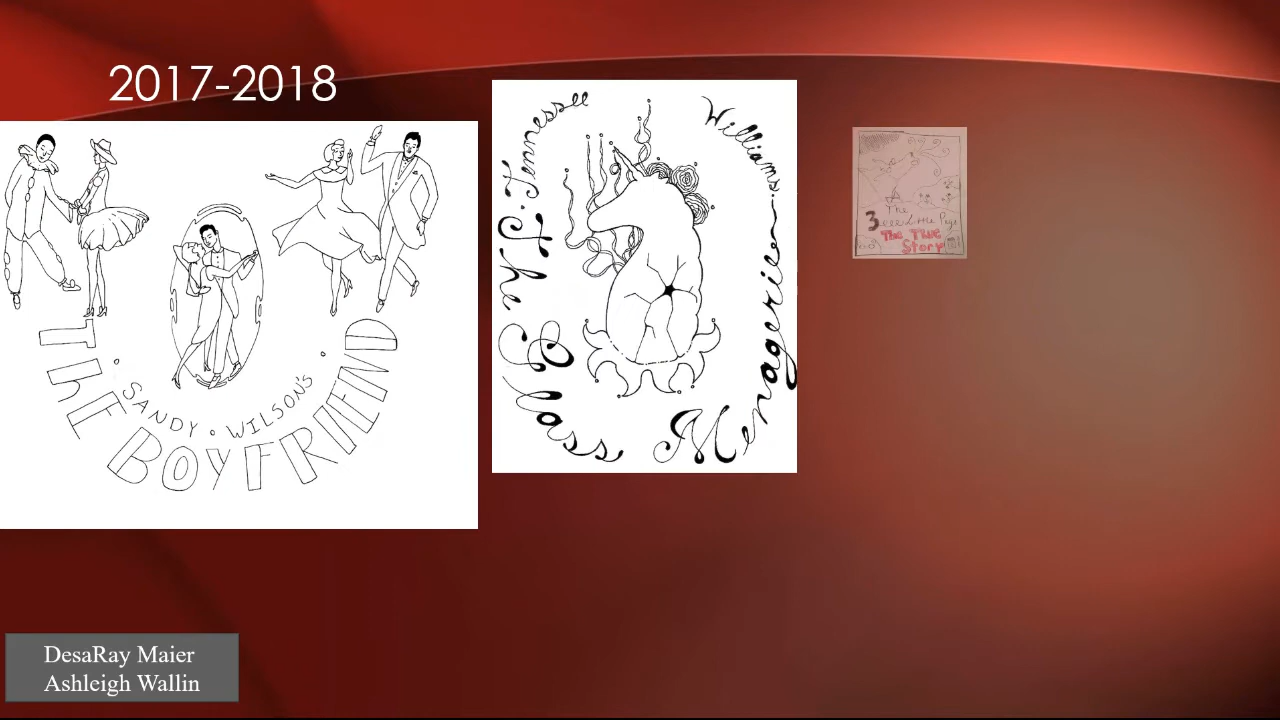 2017-2018
THE BOYFRIEND
SANDY • WILSON'S
Tennessee Williams.
The Glass Menagerie
The
3 Little Pigs
The True
Story
DesaRay Maier
Ashleigh Wallin